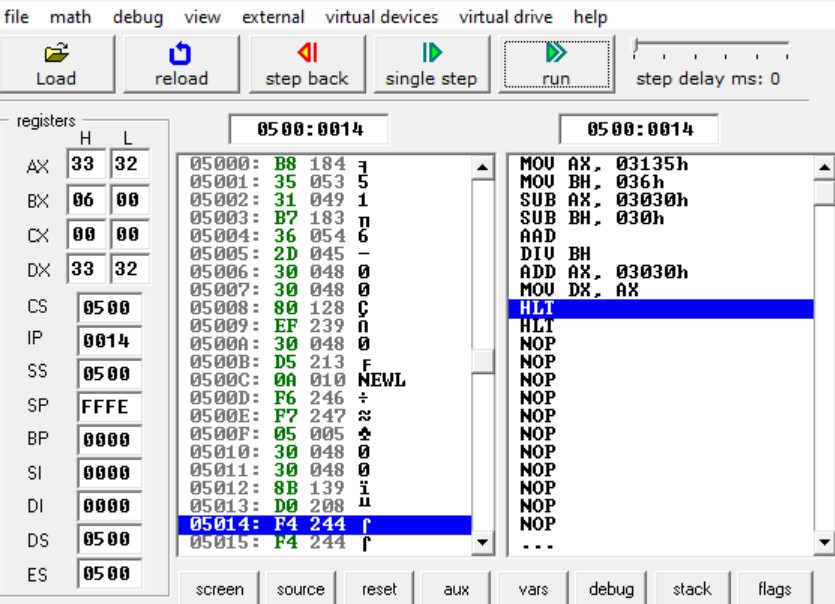 file math debug view external virtual devices virtual drive help
Load reload step back single step run step delay ms: 0
registers
H L
AX 33 32
BX 06 00
CX 00 00
DX 33 32
CS 0500
IP 0014
SS 0500
SP FFFE
BP 0000
SI 0000
DI 0000
DS 0500
ES 0500
0500:0014
05000: B8 184 ╕
05001: 35 053 5
05002: 31 049 1
05003: B7 183 ╖
05004: 36 054 6
05005: 2D 045 -
05006: 30 048 0
05007: 30 048 0
05008: 80 128 Ç
05009: EF 239 ∩
0500A: 30 048 0
0500B: D5 213 ╒
0500C: 0A 010 NEWL
0500D: F6 246 ÷
0500E: F7 247 ≈
0500F: 05 005 ♣
05010: 30 048 0
05011: 30 048 0
05012: 8B 139 ï
05013: D0 208 ╨
05014: F4 244 ⌠
05015: F4 244 ⌠
0500:0014
MOV AX, 03135h
MOV BH, 036h
SUB AX, 03030h
SUB BH, 030h
AAD
DIV BH
ADD AX, 03030h
MOV DX, AX
HLT
HLT
NOP
NOP
NOP
NOP
NOP
NOP
NOP
NOP
NOP
NOP
NOP
...
screen source reset aux vars debug stack flags